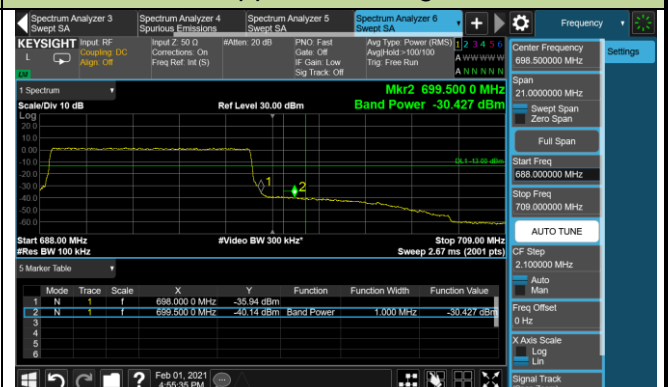 Spectrum Analyzer 3
Swept SA
Spectrum Analyzer 4
Spurious Emissions
Spectrum Analyzer 5
Swept SA
Spectrum Analyzer 6
Swept SA
Frequency
KEYSIGHT
L
Input: RF
Coupling: DC
Align: Off
Input Z: 50 Ω
Corrections: On
Freq Ref: Int (S)
#Atten: 20 dB
PNO: Fast
Gate: Off
IF Gain: Low
Sig Track: Off
Avg Type: Power (RMS)
Avg|Hold:>100/100
Trig: Free Run
1 2 3 4 5 6
A W W W W W
A N N N N N
1 Spectrum
Scale/Div 10 dB
Ref Level 30.00 dBm
Mkr2 699.500 0 MHz
Band Power -30.427 dBm
Log
20.0
10.0
0.00
-10.0
-20.0
-30.0
-40.0
-50.0
-60.0
DL1 -13.00 dBm
1
2
Start 688.00 MHz
#Res BW 100 kHz
#Video BW 300 kHz*
Stop 709.00 MHz
Sweep 2.67 ms (2001 pts)
5 Marker Table
Mode Trace Scale X Y Function Function Width Function Value
1 N 1 f 698.000 0 MHz -35.94 dBm
2 N 1 f 699.500 0 MHz -40.14 dBm Band Power 1.000 MHz -30.427 dBm
3
4
5
6
Feb 01, 2021
4:55:35 PM
Center Frequency
698.500000 MHz
Settings
Span
21.0000000 MHz
Swept Span
Zero Span
Full Span
Start Freq
688.000000 MHz
Stop Freq
709.000000 MHz
AUTO TUNE
CF Step
2.100000 MHz
Auto
Man
Freq Offset
0 Hz
X Axis Scale
Log
Lin
Signal Track